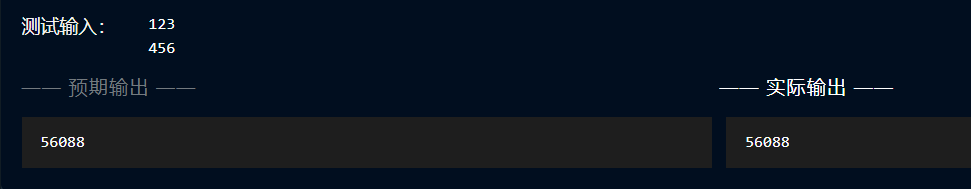 测试输入： 123
456
—— 预期输出 ——
—— 实际输出 ——
56088
56088